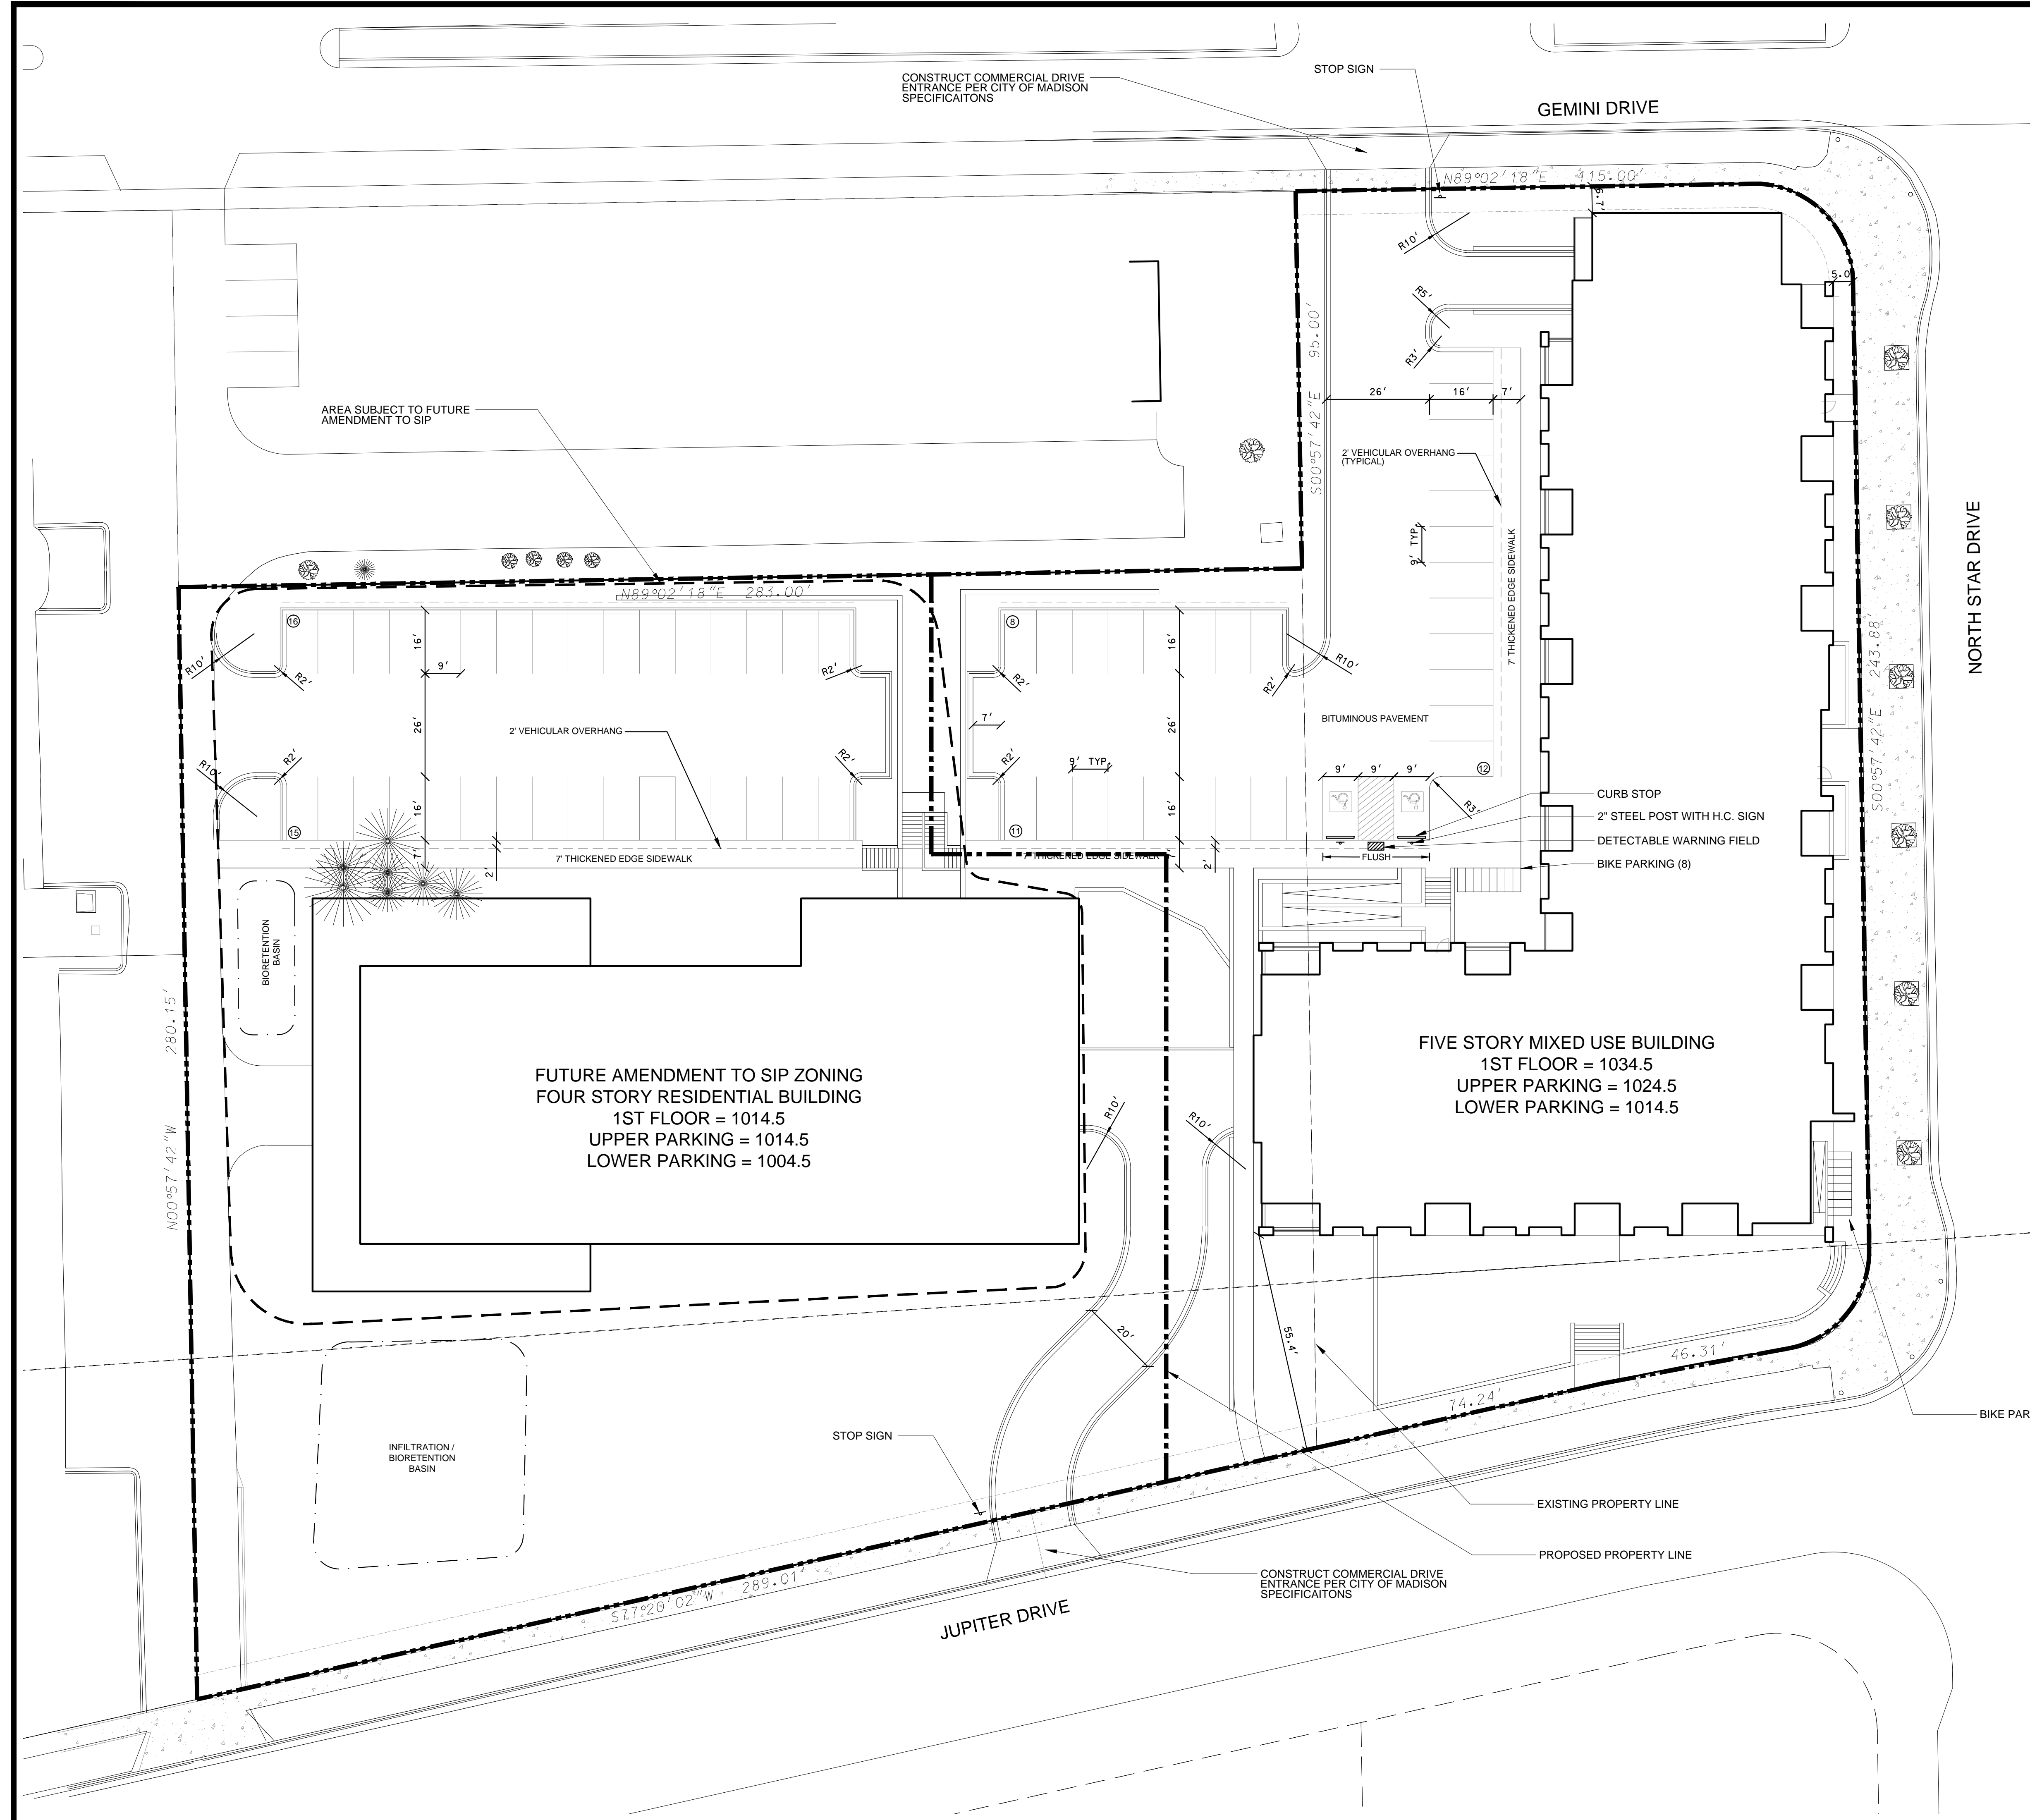 CONSTRUCT COMMERCIAL DRIVE
ENTRANCE PER CITY OF MADISON
SPECIFICAITONS
STOP SIGN
GEMINI DRIVE
N89°02'18"E 115.00'
6.7'
R10'
5.0
R5'
R3'
S00°57'42"E 95.00'
26'
16'
7'
AREA SUBJECT TO FUTURE
AMENDMENT TO SIP
2' VEHICULAR OVERHANG
(TYPICAL)
9' TYP.
7' THICKENED EDGE SIDEWALK
NORTH STAR DRIVE
S00°57'42"E 243.88'
N89°02'18"E 283.00'
16
16'
9'
R10'
R2'
R2'
8
16'
R2'
R2'
R10'
26'
2' VEHICULAR OVERHANG
7'
26'
BITUMINOUS PAVEMENT
R10'
R2'
R2'
R2'
9' TYP.
9'
9'
9'
12
R3'
15
16'
11
16'
CURB STOP
2" STEEL POST WITH H.C. SIGN
DETECTABLE WARNING FIELD
BIKE PARKING (8)
FLUSH
7'
2'
7' THICKENED EDGE SIDEWALK
7' THICKENED EDGE SIDEWALK
7'
2'
BIORETENTION
BASIN
N00°57'42"W 280.15'
FUTURE AMENDMENT TO SIP ZONING
FOUR STORY RESIDENTIAL BUILDING
1ST FLOOR = 1014.5
UPPER PARKING = 1014.5
LOWER PARKING = 1004.5
FIVE STORY MIXED USE BUILDING
1ST FLOOR = 1034.5
UPPER PARKING = 1024.5
LOWER PARKING = 1014.5
R10'
R10'
20'
55.4'
46.31'
74.24'
BIKE PAR
INFILTRATION /
BIORETENTION
BASIN
STOP SIGN
EXISTING PROPERTY LINE
PROPOSED PROPERTY LINE
CONSTRUCT COMMERCIAL DRIVE
ENTRANCE PER CITY OF MADISON
SPECIFICAITONS
S77°20'02"W 289.01'
JUPITER DRIVE